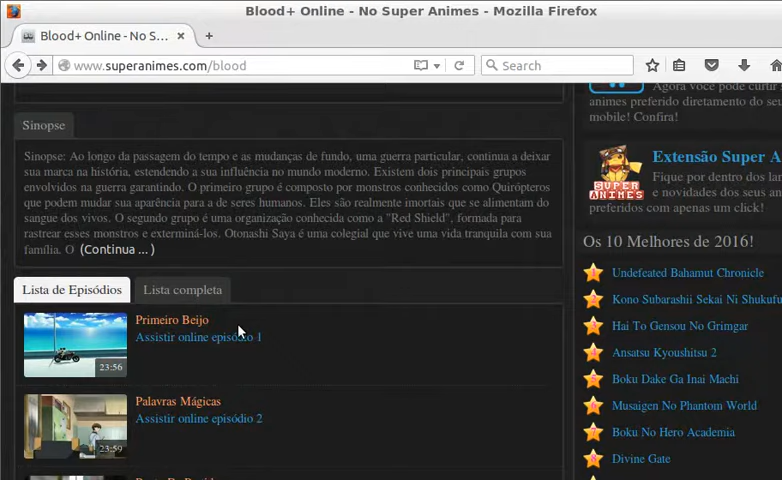 Blood+ Online - No Super Animes - Mozilla Firefox
Blood+ Online - No S...
www.superanimes.com/blood
Search
Sinopse
Sinopse: Ao longo da passagem do tempo e as mudanças de fundo, uma guerra particular, continua a deixar
sua marca na história, estendendo a sua influência no mundo moderno. Existem dois principais grupos
envolvidos na guerra garantindo. O primeiro grupo é composto por monstros conhecidos como Quirópteros
que podem mudar sua aparência para a de seres humanos. Eles são realmente imortais que se alimentam do
sangue dos vivos. O segundo grupo é uma organização conhecida como a "Red Shield", formada para
rastrear esses monstros e exterminá-los. Otonashi Saya é uma colegial que vive uma vida tranquila com sua
família. O (Continua ... )
Lista de Episódios
Lista completa
Primeiro Beijo
Assistir online episódio 1
23:56
Palavras Mágicas
Assistir online episódio 2
23:59
Agora você pode curtir s
animes preferido diretamento do seu
mobile! Confira!
Extensão Super A
Fique por dentro dos lan
e novidades dos seus an
preferidos com apenas um click!
SUPER
ANIMES
Os 10 Melhores de 2016!
Undefeated Bahamut Chronicle
Kono Subarashii Sekai Ni Shukufu
Hai To Gensou No Grimgar
Ansatsu Kyoushitsu 2
Boku Dake Ga Inai Machi
Musaigen No Phantom World
Boku No Hero Academia
Divine Gate